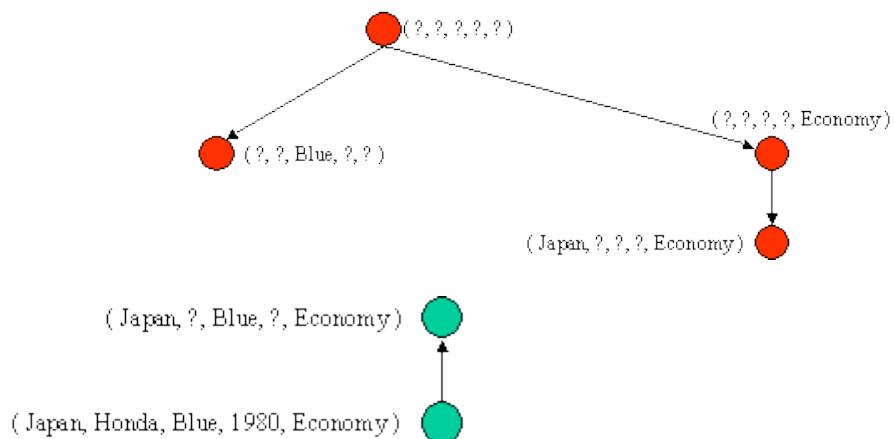 ( ?, ?, ?, ?, ? )
( ?, ?, ?, ?, Economy )
( ?, ?, Blue, ?, ? )
( Japan, ?, ?, ?, Economy )
( Japan, ?, Blue, ?, Economy )
( Japan, Honda, Blue, 1980, Economy )